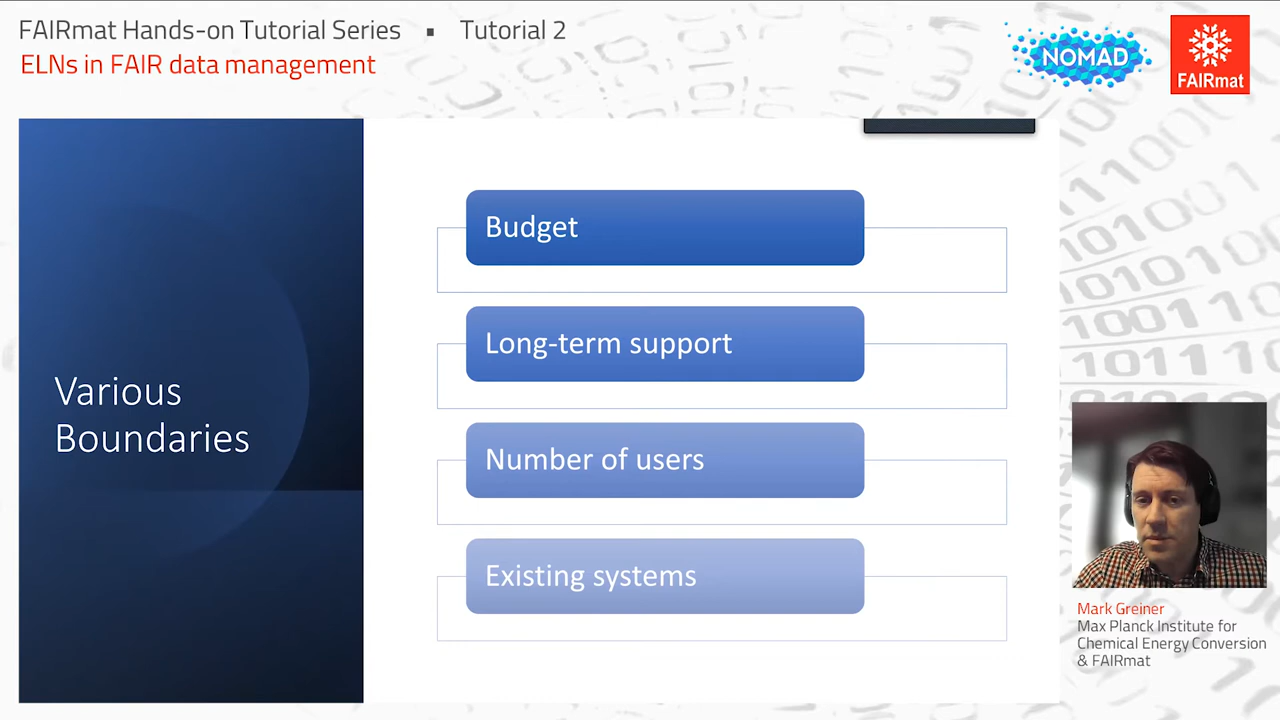 FAIRmat Hands-on Tutorial Series ▪ Tutorial 2
ELNs in FAIR data management
NOMAD
FAIRmat
Various
Boundaries
Budget
Long-term support
Number of users
Existing systems
Mark Greiner
Max Planck Institute for
Chemical Energy Conversion
& FAIRmat